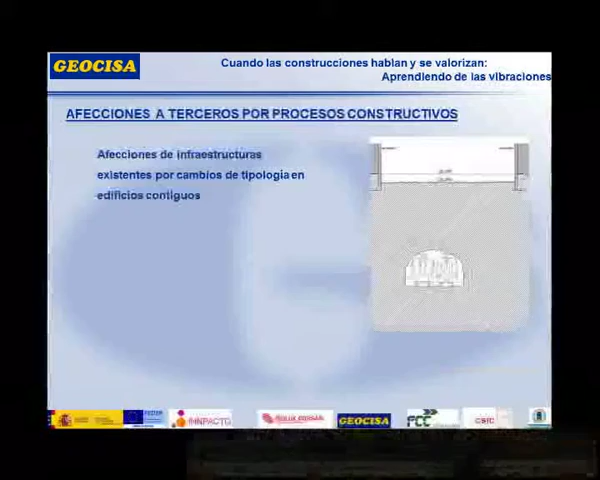 GEOCISA
Cuando las construcciones hablan y se valorizan:
Aprendiendo de las vibraciones
AFECCIONES A TERCEROS POR PROCESOS CONSTRUCTIVOS
Afecciones de infraestructuras
existentes por cambios de tipología en
edificios contiguos
INNPACTO
GEOCISA
FCC
CSIC